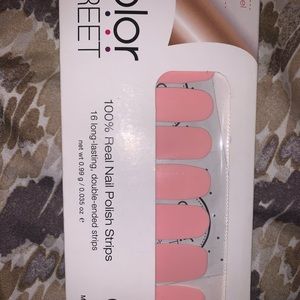 olor
REET
100% Real Nail Polish Strips
16 long-lasting, double-ended strips
net wt 0.99 g / 0.035 oz. e